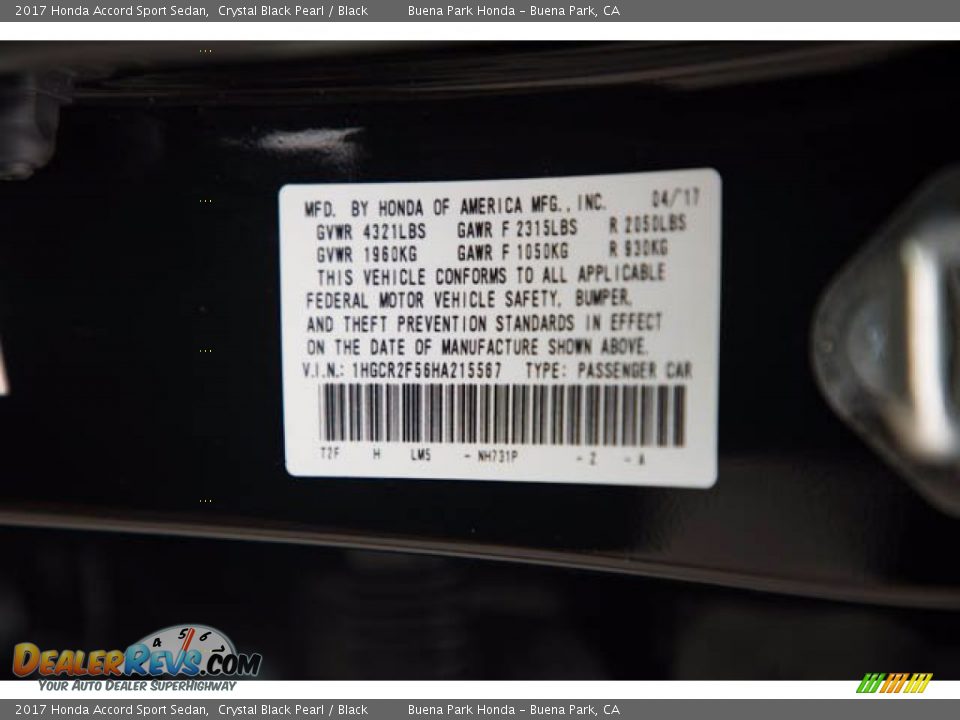 2017 Honda Accord Sport Sedan, Crystal Black Pearl / Black Buena Park Honda - Buena Park, CA
MFD. BY HONDA OF AMERICA MFG., INC. 04/17
GVWR 4321LBS GAWR F 2315LBS R 2050LBS
GVWR 1960KG GAWR F 1050KG R 930KG
THIS VEHICLE CONFORMS TO ALL APPLICABLE
FEDERAL MOTOR VEHICLE SAFETY, BUMPER,
AND THEFT PREVENTION STANDARDS IN EFFECT
ON THE DATE OF MANUFACTURE SHOWN ABOVE.
V.I.N.: 1HGCR2F56HA215567 TYPE: PASSENGER CAR
T2F H LM5 - NH731P - 2 - A
4 5 6
DealerRevs.com
Your Auto Dealer SuperHighway
2017 Honda Accord Sport Sedan, Crystal Black Pearl / Black Buena Park Honda - Buena Park, CA